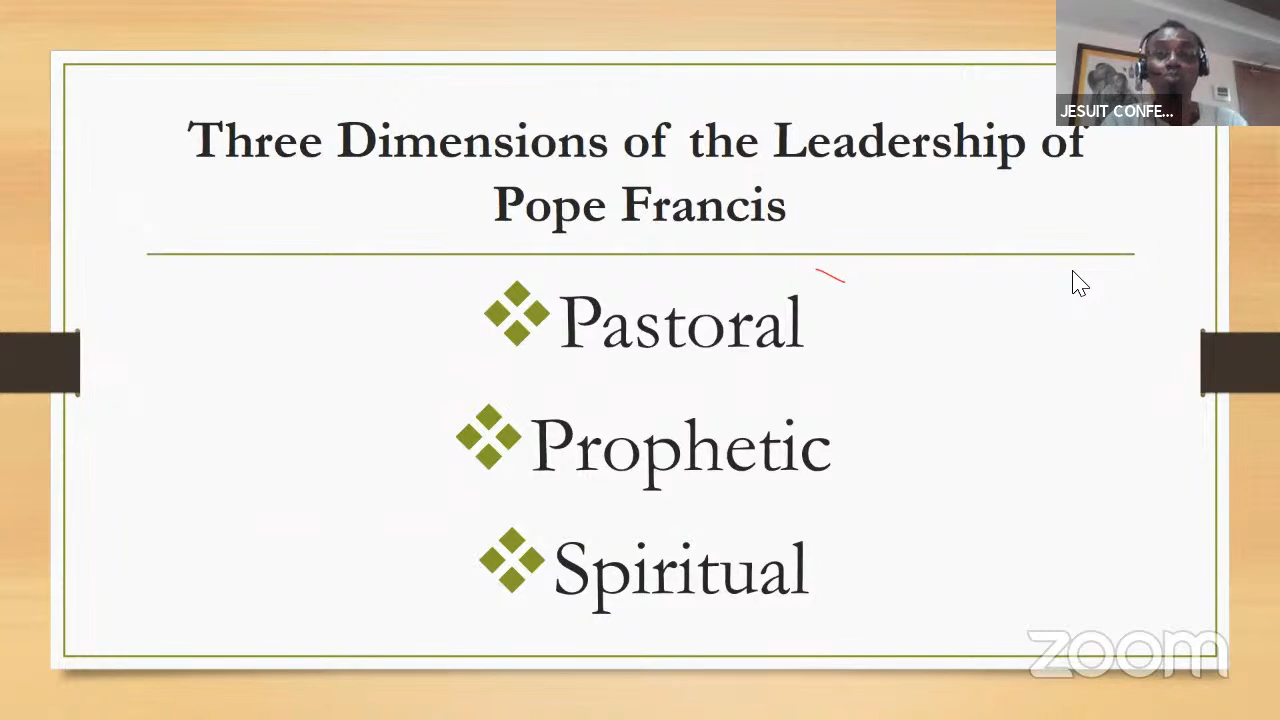 JESUIT CONFE...
Three Dimensions of the Leadership of
Pope Francis
Pastoral
Prophetic
Spiritual
zoom